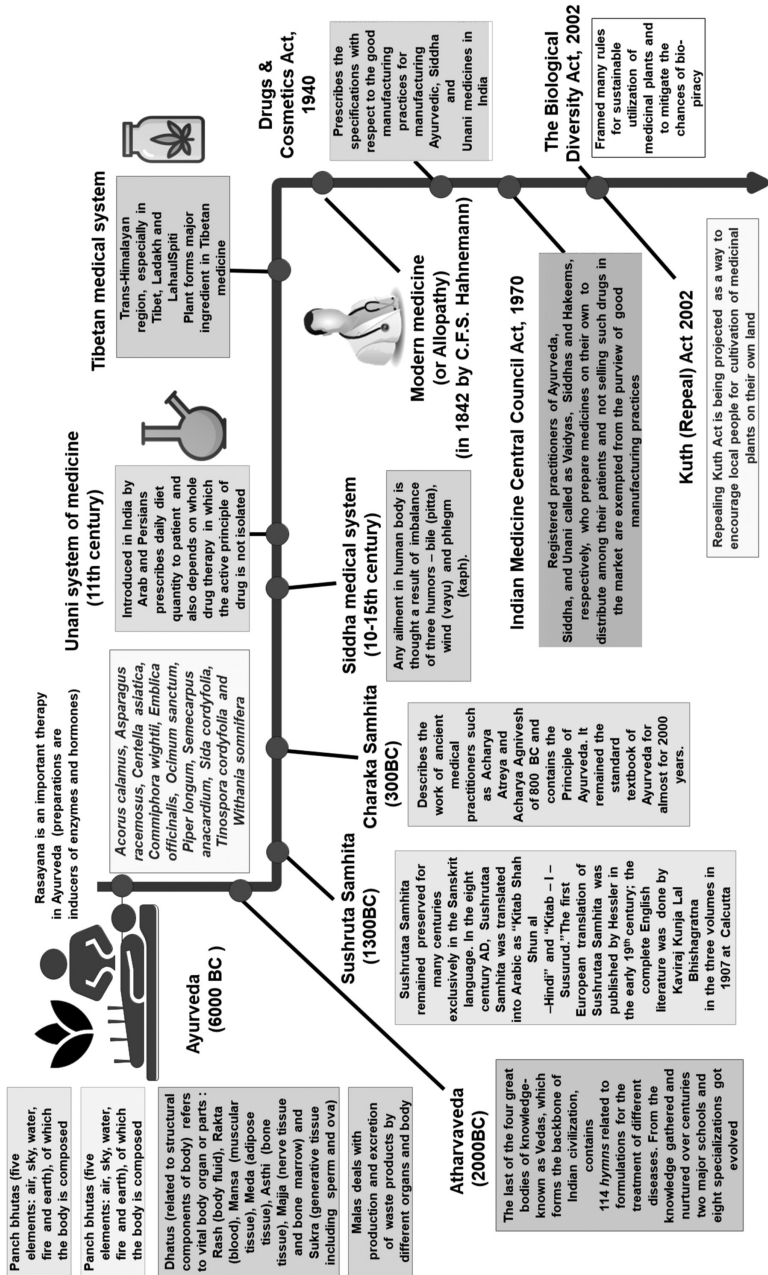 Panch bhutas (five
elements: air, sky, water,
fire and earth), of which
the body is composed
Panch bhutas (five
elements: air, sky, water,
fire and earth), of which
the body is composed
Dhatus (related to structural
components of body) refers
to vital body organ or parts :
Rash (body fluid), Rakta
(blood), Mansa (muscular
tissue), Meda (adipose
tissue), Asthi (bone
tissue), Majja (nerve tissue
and bone marrow) and
Sukra (generative tissue
including sperm and ova)
Malas deals with
production and excretion
of waste products by
different organs and body
Ayurveda
(6000 BC )
Rasayana is an important therapy
in Ayurveda (preparations are
inducers of enzymes and hormones)
Acorus calamus, Asparagus
racemosus, Centella asiatica,
Commiphora wightii, Emblica
officinalis, Ocimum sanctum,
Piper longum, Semecarpus
anacardium, Sida cordyfolia,
Tinospora cordyfolia and
Withania somnifera
Atharvaveda
(2000BC)
The last of the four great
bodies of knowledge-
known as Vedas, which
forms the backbone of
Indian civilization,
contains
114 hymns related to
formulations for the
treatment of different
diseases. From the
knowledge gathered and
nurtured over centuries
two major schools and
eight specializations got
evolved
Sushruta Samhita
(1300BC)
Sushrutaa Samhita
remained preserved for
many centuries
exclusively in the Sanskrit
language. In the eight
century AD, Sushrutaa
Samhita was translated
into Arabic as “Kitab Shah
Shun al
–Hindi” and “Kitab – I –
Susurud.”The first
European translation of
Sushrutaa Samhita was
published by Hessler in
the early 19th century; the
complete English
literature was done by
Kaviraj Kunja Lal
Bhishagratna
in the three volumes in
1907 at Calcutta
Charaka Samhita
(300BC)
Describes the
work of ancient
medical
practitioners such
as Acharya
Atreya and
Acharya Agnivesh
of 800 BC and
contains the
Principle of
Ayurveda. It
remained the
standard
textbook of
Ayurveda for
almost for 2000
years.
Unani system of medicine
(11th century)
Introduced in India by
Arab and Persians
prescribes daily diet
quantity to patient and
also depends on whole
drug therapy in which
the active principle of
drug is not isolated
Siddha medical system
(10-15th century)
Any ailment in human body is
thought a result of imbalance
of three humors – bile (pitta),
wind (vayu) and phlegm
(kaph).
Tibetan medical system
Trans-Himalayan
region, especially in
Tibet, Ladakh and
LahaulSpiti
Plant forms major
ingredient in Tibetan
medicine
Modern medicine
(or Allopathy)
(in 1842 by C.F.S. Hahnemann)
Drugs &
Cosmetics Act,
1940
Prescribes the
specifications with
respect to the good
manufacturing
practices for
manufacturing
Ayurvedic, Siddha
and
Unani medicines in
India
Indian Medicine Central Council Act, 1970
Registered practitioners of Ayurveda,
Siddha, and Unani called as Vaidyas, Siddhas and Hakeems,
respectively, who prepare medicines on their own to
distribute among their patients and not selling such drugs in
the market are exempted from the purview of good
manufacturing practices
The Biological
Diversity Act, 2002
Framed many rules
for sustainable
utilization of
medicinal plants and
to mitigate the
chances of bio-
piracy
Kuth (Repeal) Act 2002
Repealing Kuth Act is being projected as a way to
encourage local people for cultivation of medicinal
plants on their own land